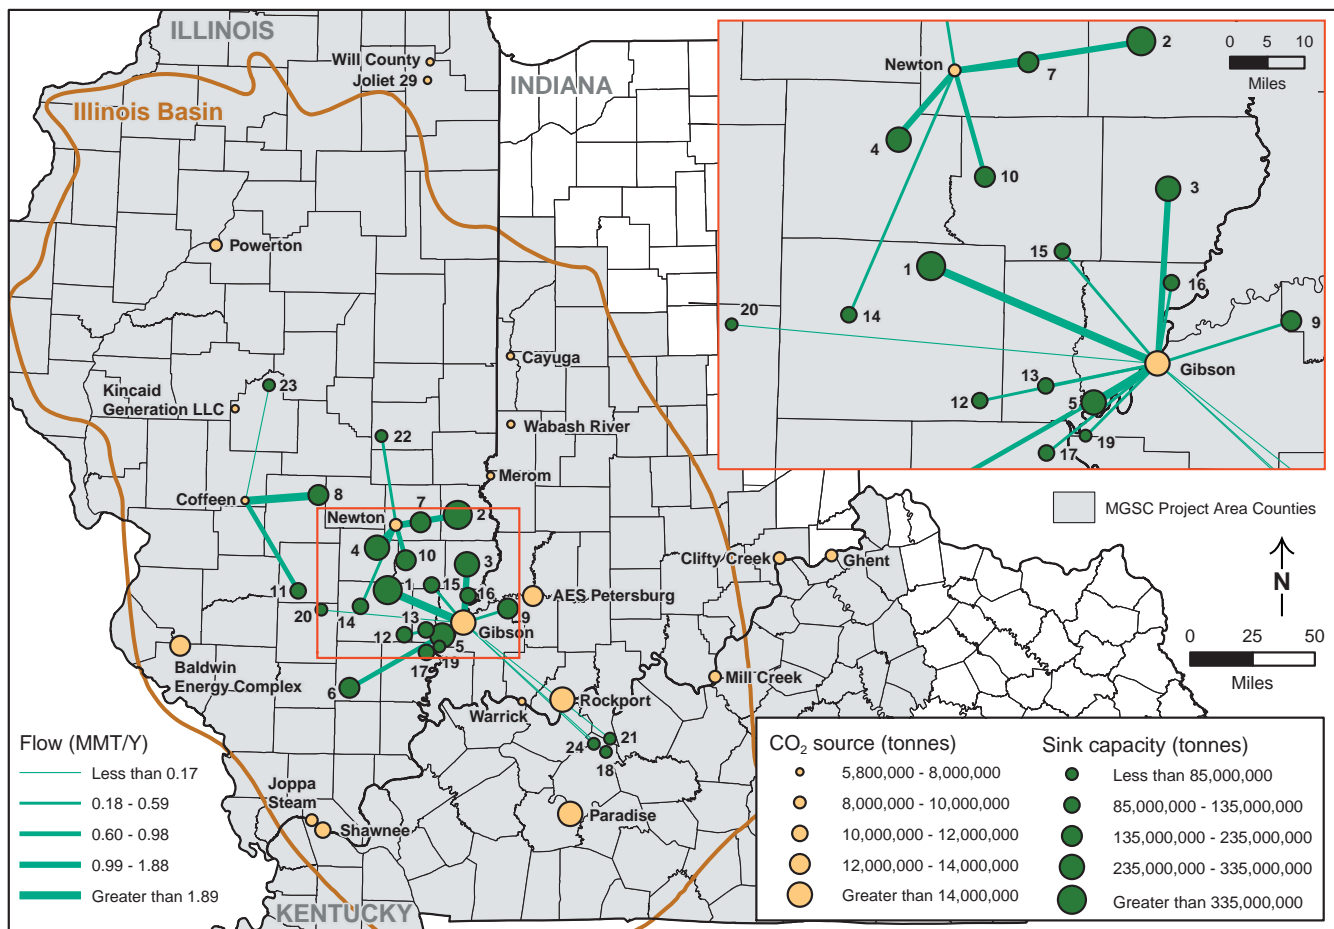 ILLINOIS
Will County
Joliet 29
INDIANA
Illinois Basin
Powerton
Cayuga
Kincaid
Generation LLC
23
22
Wabash River
Merom
Coffeen
8
7
2
Newton
4
10
3
11
1
15
16
20
14
9
AES Petersburg
13
12
Gibson
5
19
17
6
Baldwin
Energy Complex
Clifty Creek
Ghent
Mill Creek
Warrick
Rockport
21
24
18
Paradise
Joppa
Steam
Shawnee
KENTUCKY
Flow (MMT/Y)
Less than 0.17
0.18 - 0.59
0.60 - 0.98
0.99 - 1.88
Greater than 1.89
Newton
2
7
4
10
3
1
15
16
20
14
9
Gibson
13
12
5
19
17
0 5 10
Miles
MGSC Project Area Counties
N
0 25 50
Miles
CO₂ source (tonnes)
5,800,000 - 8,000,000
8,000,000 - 10,000,000
10,000,000 - 12,000,000
12,000,000 - 14,000,000
Greater than 14,000,000
Sink capacity (tonnes)
Less than 85,000,000
85,000,000 - 135,000,000
135,000,000 - 235,000,000
235,000,000 - 335,000,000
Greater than 335,000,000